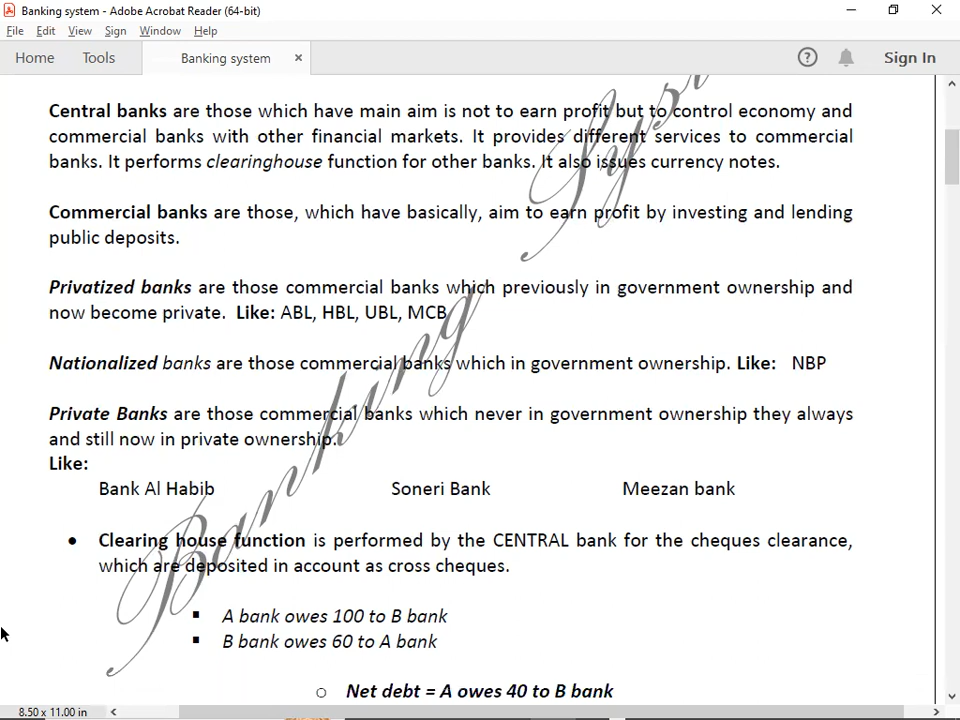 Banking system - Adobe Acrobat Reader (64-bit)
File Edit View Sign Window Help
Home Tools Banking system × ? Sign In
Central banks are those which have main aim is not to earn profit but to control economy and
commercial banks with other financial markets. It provides different services to commercial
banks. It performs clearinghouse function for other banks. It also issues currency notes.
Commercial banks are those, which have basically, aim to earn profit by investing and lending
public deposits.
Privatized banks are those commercial banks which previously in government ownership and
now become private. Like: ABL, HBL, UBL, MCB
Nationalized banks are those commercial banks which in government ownership. Like: NBP
Private Banks are those commercial banks which never in government ownership they always
and still now in private ownership.
Like:
Bank Al Habib Soneri Bank Meezan bank
• Clearing house function is performed by the CENTRAL bank for the cheques clearance,
which are deposited in account as cross cheques.
▪ A bank owes 100 to B bank
▪ B bank owes 60 to A bank
○ Net debt = A owes 40 to B bank
Banking
8.50 x 11.00 in